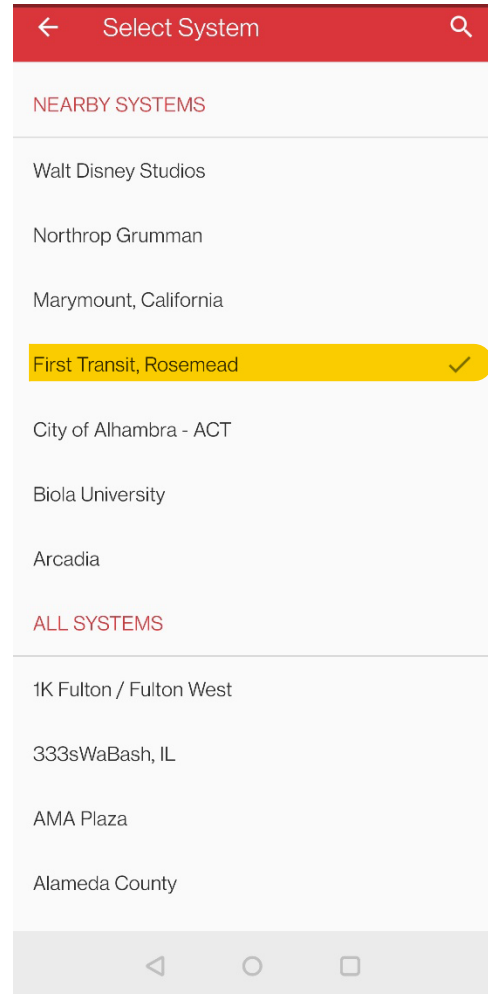 Select System
NEARBY SYSTEMS
Walt Disney Studios
Northrop Grumman
Marymount, California
First Transit, Rosemead
City of Alhambra - ACT
Biola University
Arcadia
ALL SYSTEMS
1K Fulton / Fulton West
333sWaBash, IL
AMA Plaza
Alameda County